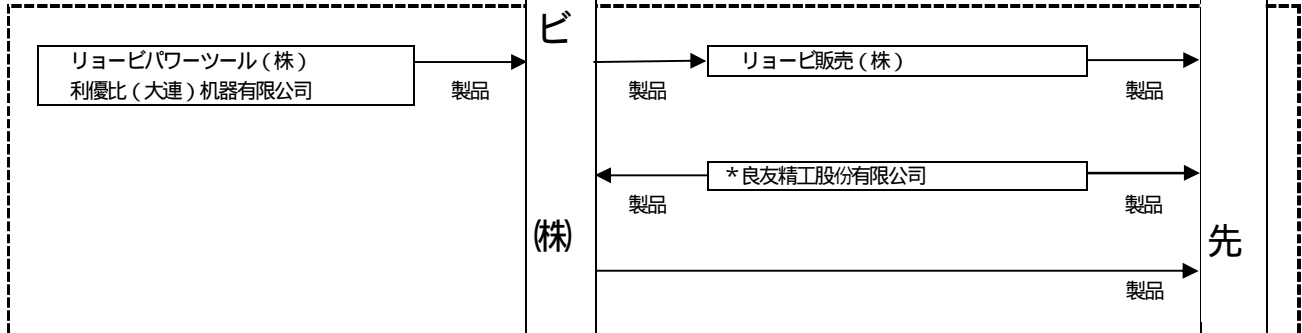 ビ
リョービパワーツール(株)
利優比(大連)机器有限公司
製品
製品
リョービ販売(株)
製品
*良友精工股份有限公司
製品
製品
㈱
先
製品